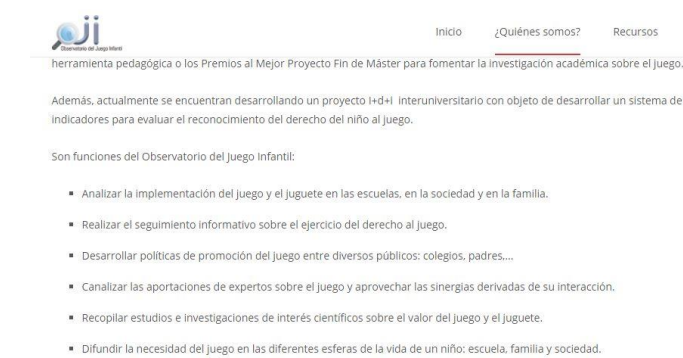 oji
Observatorio del Juego Infantil
Inicio ¿Quiénes somos? Recursos
herramienta pedagógica o los Premios al Mejor Proyecto Fin de Máster para fomentar la investigación académica sobre el juego.
Además, actualmente se encuentran desarrollando un proyecto I+d+i interuniversitario con objeto de desarrollar un sistema de
indicadores para evaluar el reconocimiento del derecho del niño al juego.
Son funciones del Observatorio del Juego Infantil:
▪ Analizar la implementación del juego y el juguete en las escuelas, en la sociedad y en la familia.
▪ Realizar el seguimiento informativo sobre el ejercicio del derecho al juego.
▪ Desarrollar políticas de promoción del juego entre diversos públicos: colegios, padres,...
▪ Canalizar las aportaciones de expertos sobre el juego y aprovechar las sinergias derivadas de su interacción.
▪ Recopilar estudios e investigaciones de interés científicos sobre el valor del juego y el juguete.
▪ Difundir la necesidad del juego en las diferentes esferas de la vida de un niño: escuela, familia y sociedad.